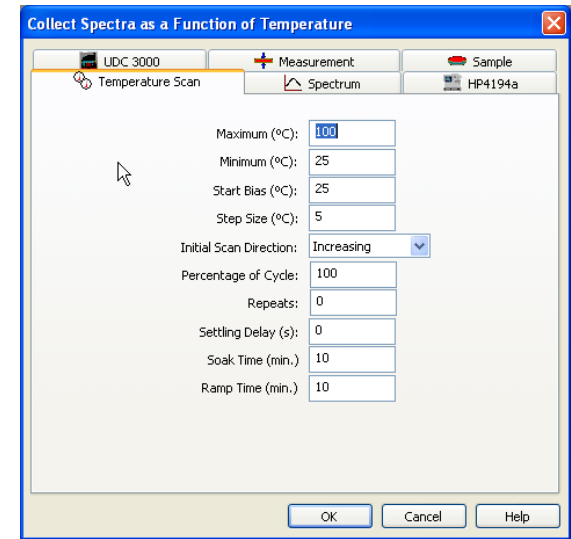 Collect Spectra as a Function of Temperature
UDC 3000 Measurement Sample
Temperature Scan Spectrum HP4194a
Maximum (ºC): 100
Minimum (ºC): 25
Start Bias (ºC): 25
Step Size (ºC): 5
Initial Scan Direction: Increasing
Percentage of Cycle: 100
Repeats: 0
Settling Delay (s): 0
Soak Time (min.) 10
Ramp Time (min.) 10
OK Cancel Help